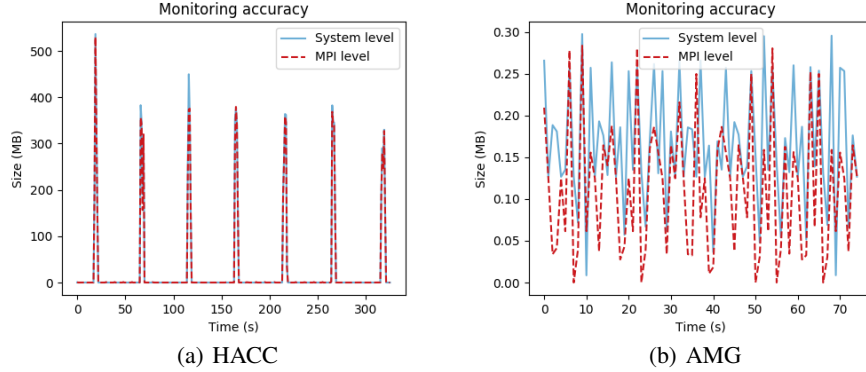 Monitoring accuracy
System level
MPI level
Size (MB)
500
400
300
200
100
0
0 50 100 150 200 250 300
Time (s)
(a) HACC
Monitoring accuracy
System level
MPI level
Size (MB)
0.30
0.25
0.20
0.15
0.10
0.05
0.00
0 10 20 30 40 50 60 70
Time (s)
(b) AMG